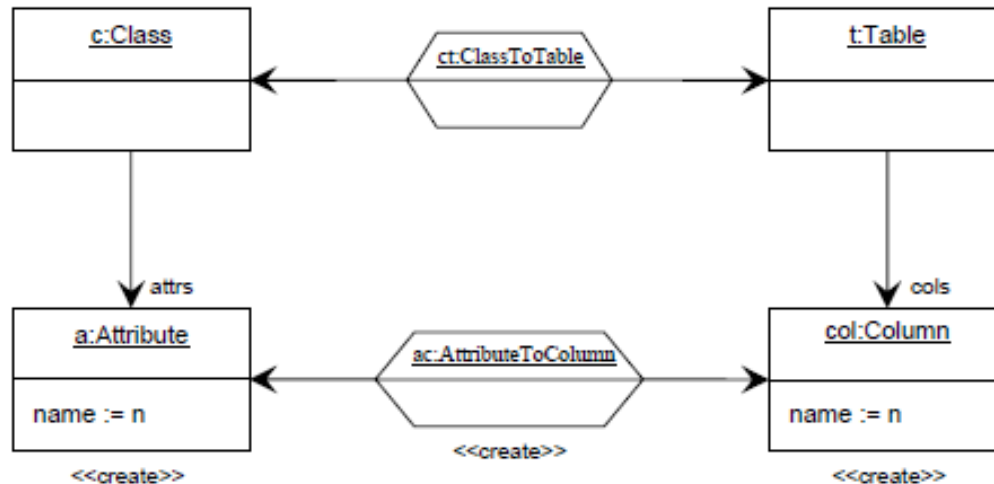 c:Class
ct:ClassToTable
t:Table
attrs
cols
a:Attribute
ac:AttributeToColumn
col:Column
name := n
name := n
<<create>>
<<create>>
<<create>>